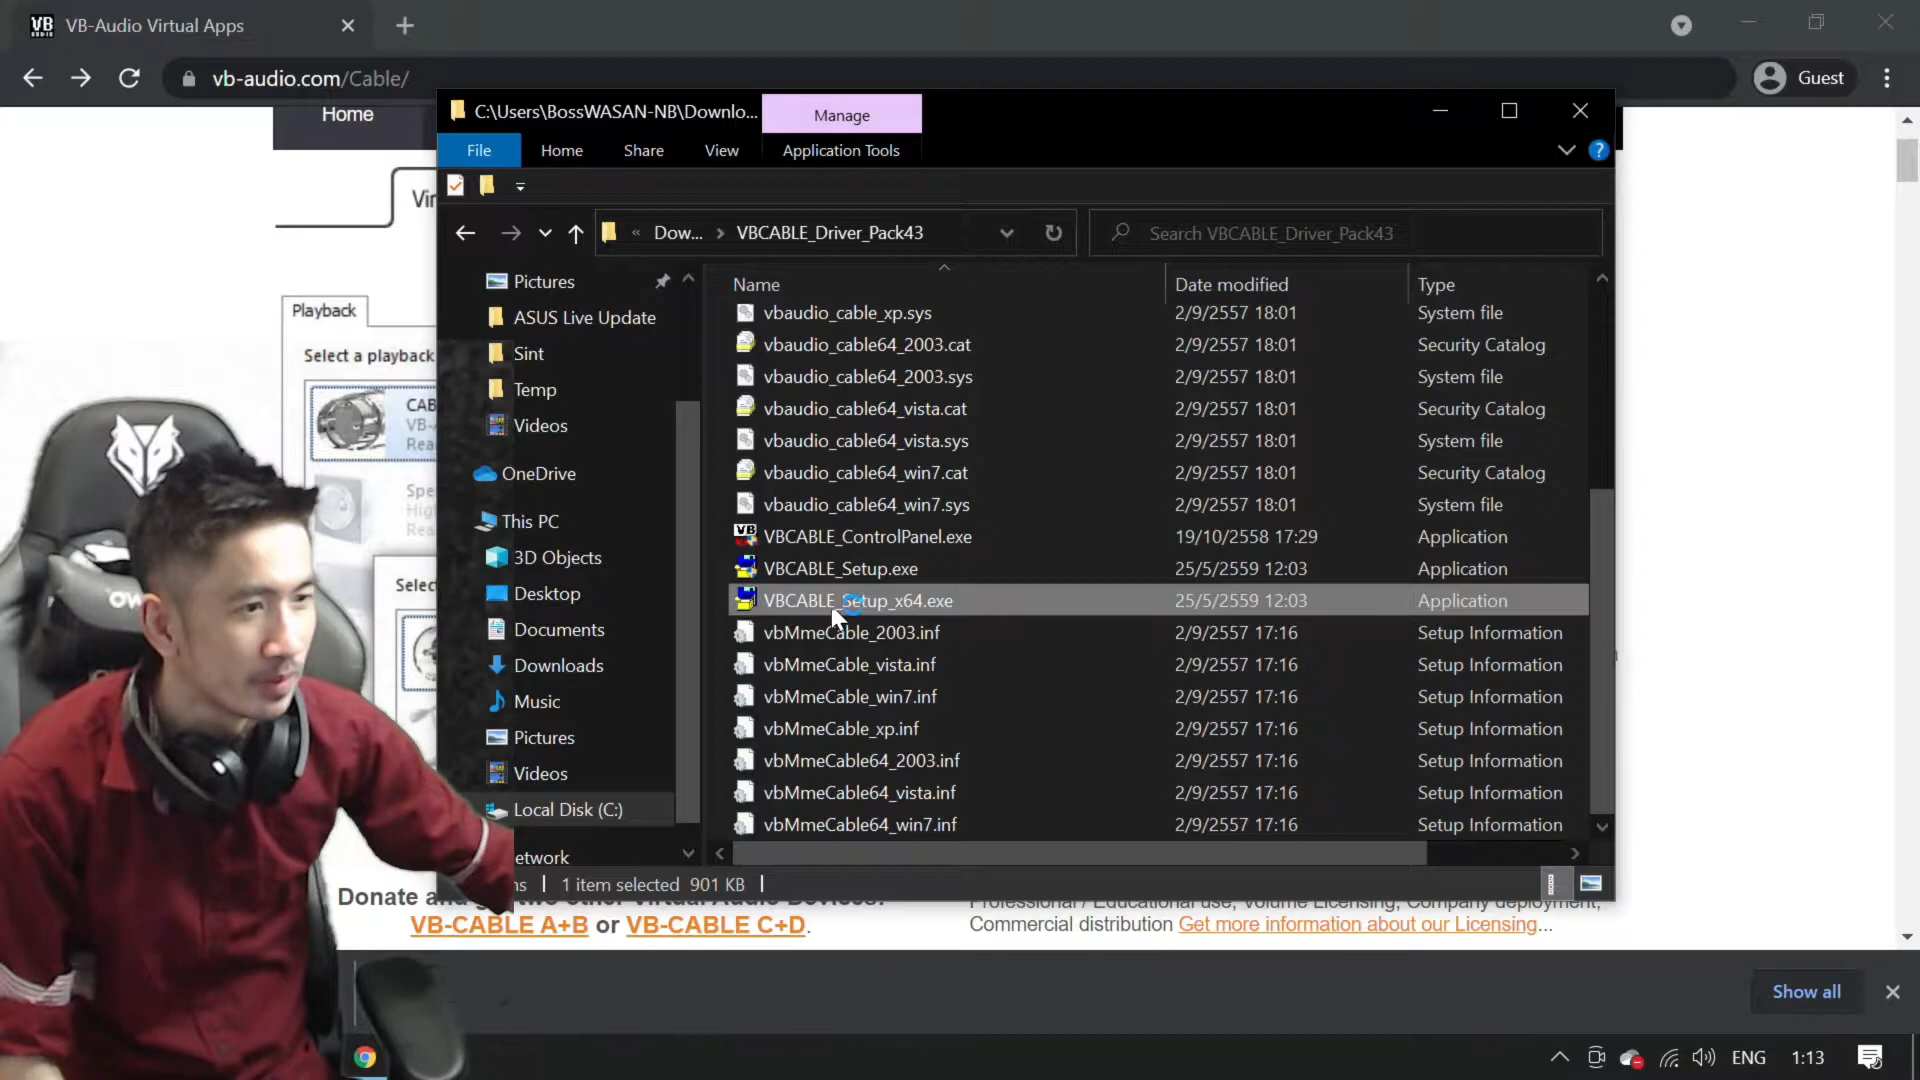 VB-Audio Virtual Apps
vb-audio.com/Cable/
Guest
Home
C:\Users\BossWASAN-NB\Downlo...
Manage
File
Home
Share
View
Application Tools
Dow...
VBCABLE_Driver_Pack43
Search VBCABLE_Driver_Pack43
Playback
Select a playback
Name
Date modified
Type
Pictures
ASUS Live Update
Sint
Temp
Videos
OneDrive
This PC
3D Objects
Desktop
Documents
Downloads
Music
Pictures
Videos
Local Disk (C:)
vbaudio_cable_xp.sys 2/9/2557 18:01 System file
vbaudio_cable64_2003.cat 2/9/2557 18:01 Security Catalog
vbaudio_cable64_2003.sys 2/9/2557 18:01 System file
vbaudio_cable64_vista.cat 2/9/2557 18:01 Security Catalog
vbaudio_cable64_vista.sys 2/9/2557 18:01 System file
vbaudio_cable64_win7.cat 2/9/2557 18:01 Security Catalog
vbaudio_cable64_win7.sys 2/9/2557 18:01 System file
VBCABLE_ControlPanel.exe 19/10/2558 17:29 Application
VBCABLE_Setup.exe 25/5/2559 12:03 Application
VBCABLE_Setup_x64.exe 25/5/2559 12:03 Application
vbMmeCable_2003.inf 2/9/2557 17:16 Setup Information
vbMmeCable_vista.inf 2/9/2557 17:16 Setup Information
vbMmeCable_win7.inf 2/9/2557 17:16 Setup Information
vbMmeCable_xp.inf 2/9/2557 17:16 Setup Information
vbMmeCable64_2003.inf 2/9/2557 17:16 Setup Information
vbMmeCable64_vista.inf 2/9/2557 17:16 Setup Information
vbMmeCable64_win7.inf 2/9/2557 17:16 Setup Information
1 item selected 901 KB
VB-CABLE A+B or VB-CABLE C+D.
Professional / Educational use, Volume Licensing, Company deployment,
Commercial distribution Get more information about our Licensing...
Show all
ENG
1:13